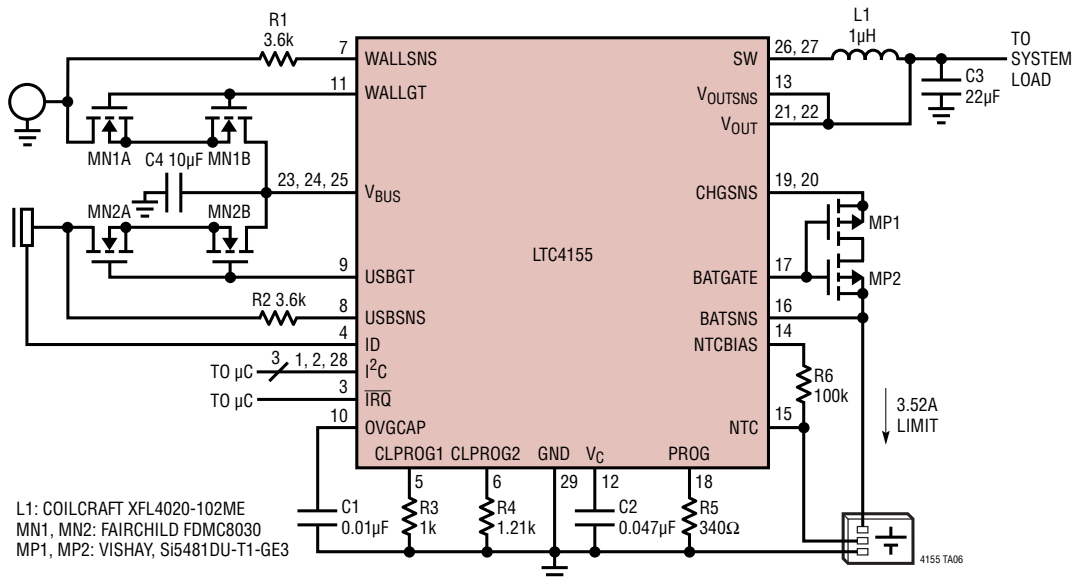 R1
3.6k
7
WALLSNS
11
WALLGT
MN1A
MN1B
C4 10µF
23, 24, 25
VBUS
MN2A
MN2B
9
USBGT
R2 3.6k
8
USBSNS
4
ID
TO µC
3
1, 2, 28
I2C
TO µC
3
IRQ
10
OVGCAP
LTC4155
L1
1µH
26, 27
SW
TO
SYSTEM
LOAD
C3
22µF
13
VOUTSNS
21, 22
VOUT
19, 20
CHGSNS
MP1
17
BATGATE
MP2
16
BATSNS
14
NTCBIAS
R6
100k
15
NTC
3.52A
LIMIT
CLPROG1
CLPROG2
GND
VC
PROG
5
6
29
12
18
C1
0.01µF
R3
1k
R4
1.21k
C2
0.047µF
R5
340Ω
L1: COILCRAFT XFL4020-102ME
MN1, MN2: FAIRCHILD FDMC8030
MP1, MP2: VISHAY, Si5481DU-T1-GE3
4155 TA06